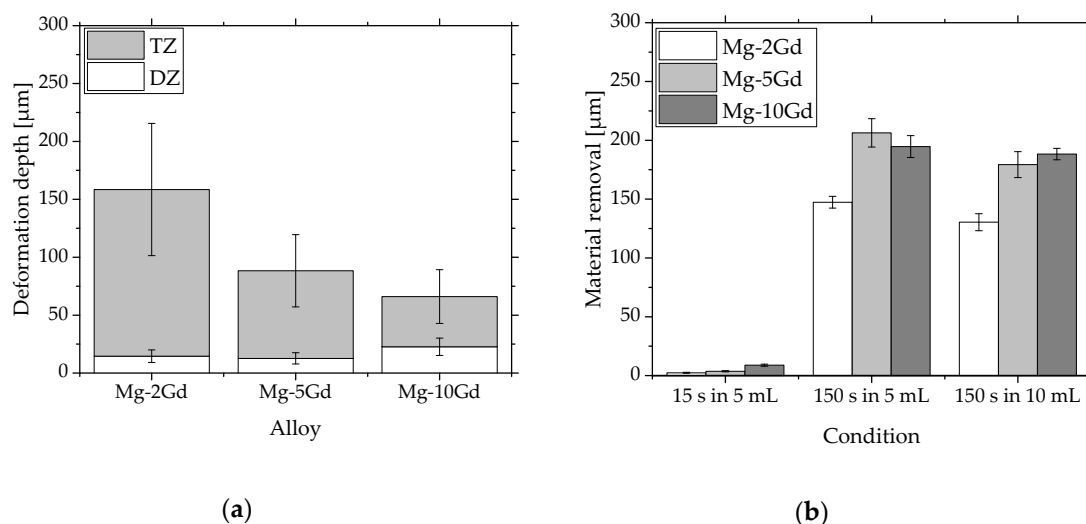 300
250
200
150
100
50
0
Deformation depth [µm]
TZ
DZ
Mg-2Gd Mg-5Gd Mg-10Gd
Alloy
(a)
300
250
200
150
100
50
0
Material removal [µm]
Mg-2Gd
Mg-5Gd
Mg-10Gd
15 s in 5 mL 150 s in 5 mL 150 s in 10 mL
Condition
(b)